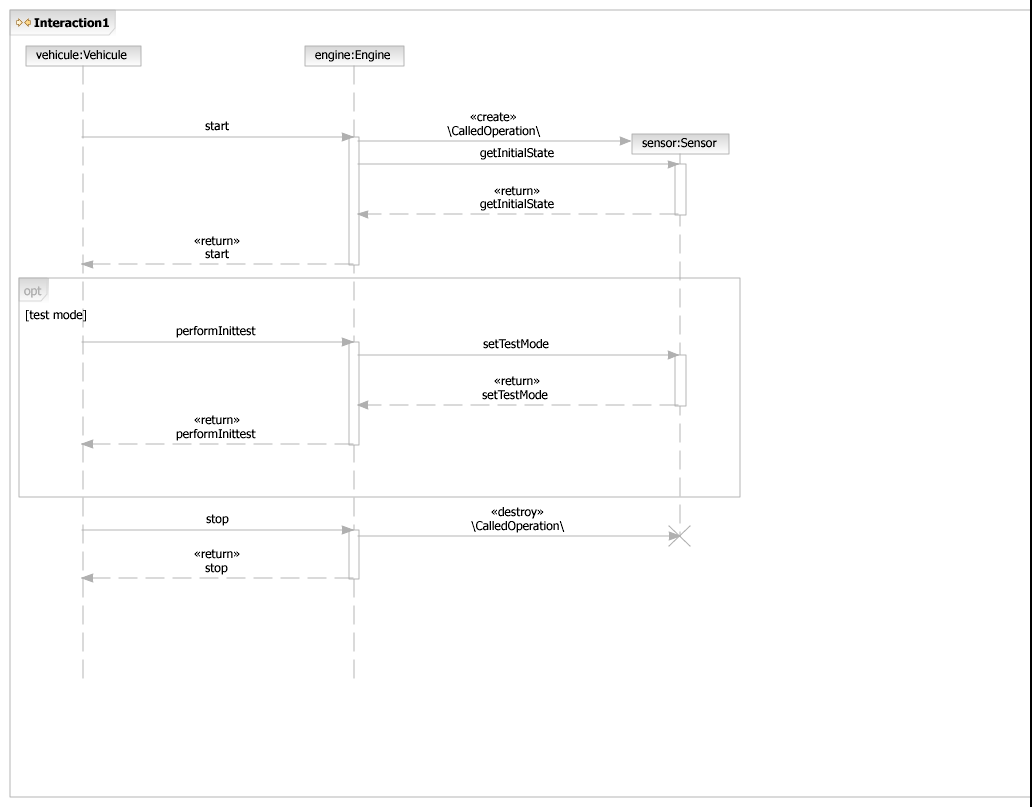 Interaction1
vehicule:Vehicule
engine:Engine
«create»
start
\CalledOperation\
sensor:Sensor
getInitialState
«return»
getInitialState
«return»
start
opt
[test mode]
performInittest
setTestMode
«return»
setTestMode
«return»
performInittest
«destroy»
stop
\CalledOperation\
«return»
stop